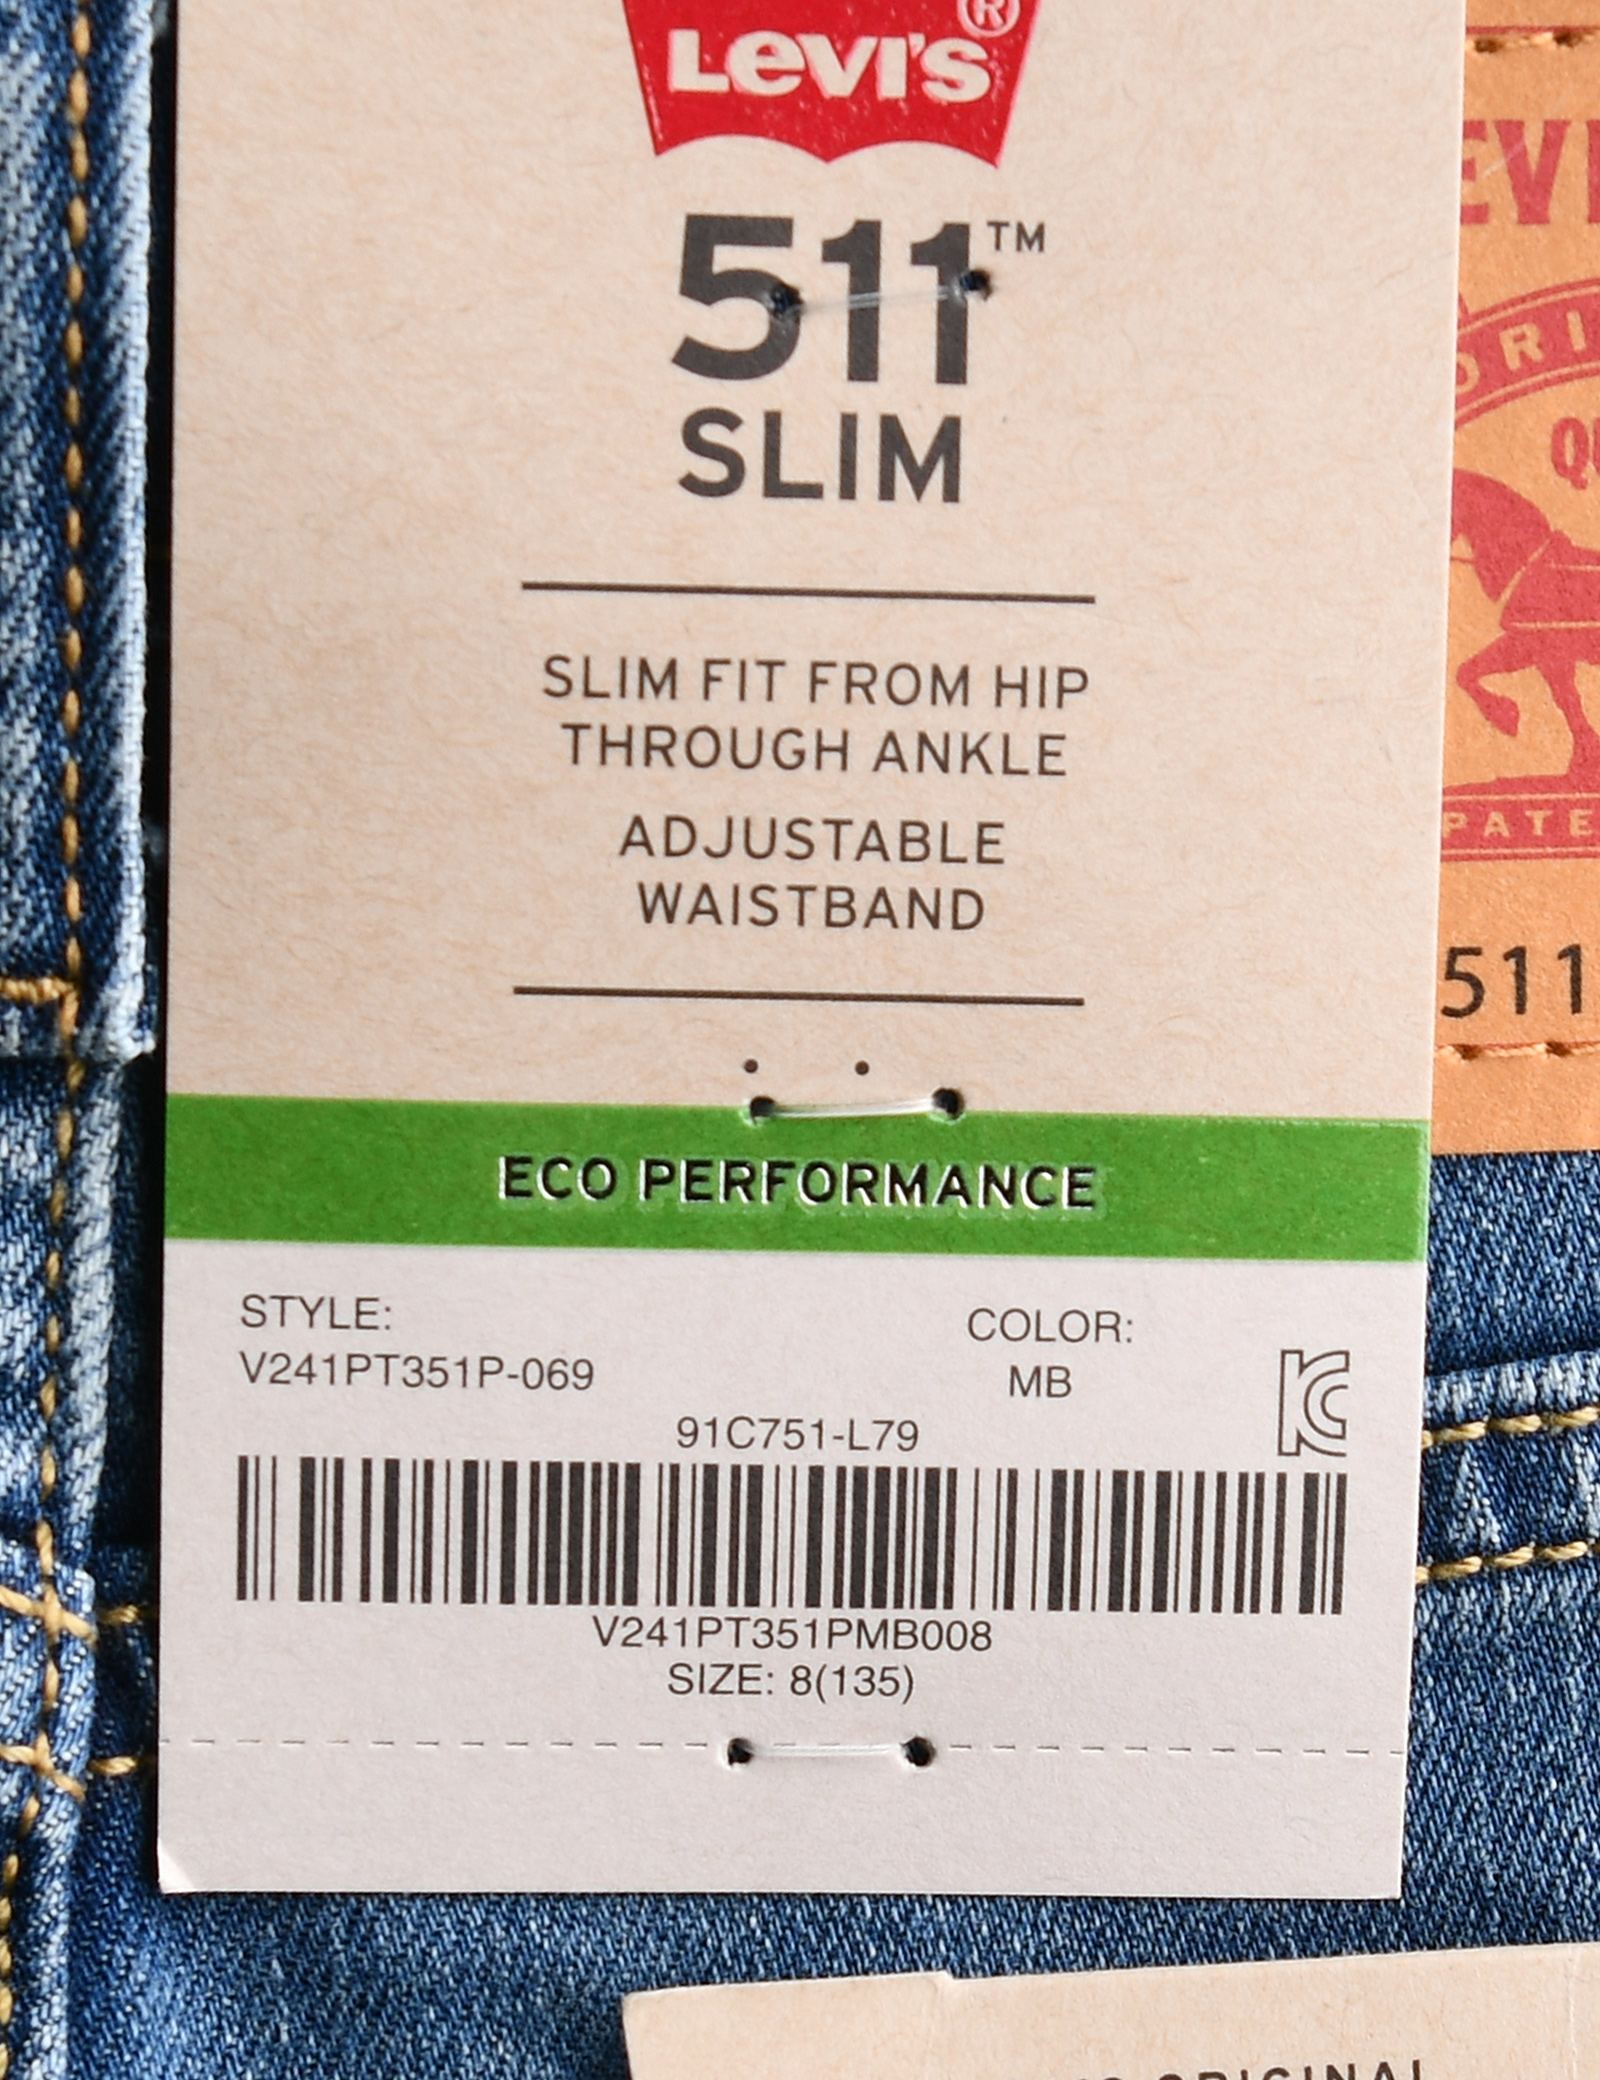 LEVI'S®
511™
SLIM
SLIM FIT FROM HIP
THROUGH ANKLE
ADJUSTABLE
WAISTBAND
ECO PERFORMANCE
STYLE:
V241PT351P-069
COLOR:
MB
91C751-L79
V241PT351PMB008
SIZE: 8(135)
511
ORIGINAL